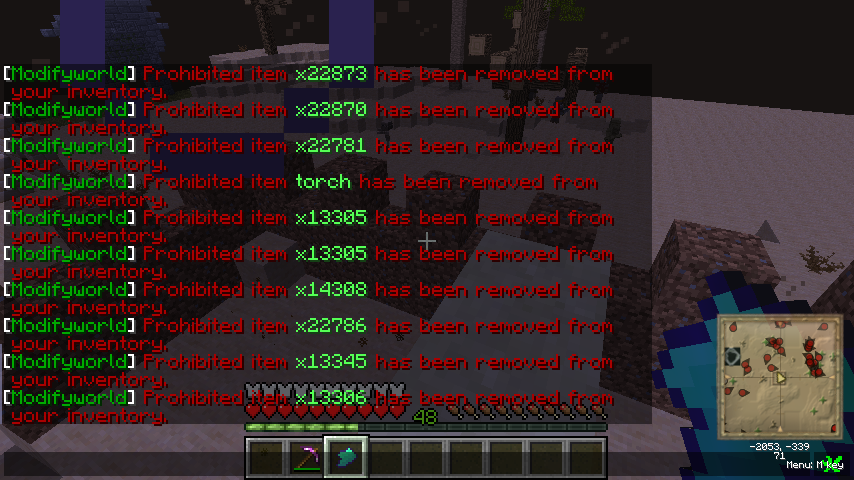 [Modifyworld] Prohibited item x22873 has been removed from
your inventory.
[Modifyworld] Prohibited item x22870 has been removed from
your inventory.
[Modifyworld] Prohibited item x22781 has been removed from
your inventory.
[Modifyworld] Prohibited item torch has been removed from
your inventory.
[Modifyworld] Prohibited item x13305 has been removed from
your inventory.
[Modifyworld] Prohibited item x13305 has been removed from
your inventory.
[Modifyworld] Prohibited item x14308 has been removed from
your inventory.
[Modifyworld] Prohibited item x22786 has been removed from
your inventory.
[Modifyworld] Prohibited item x13345 has been removed from
your inventory.
[Modifyworld] Prohibited item x13306 has been removed from
your inventory.
48
-2053, -339
71
Menu: M key